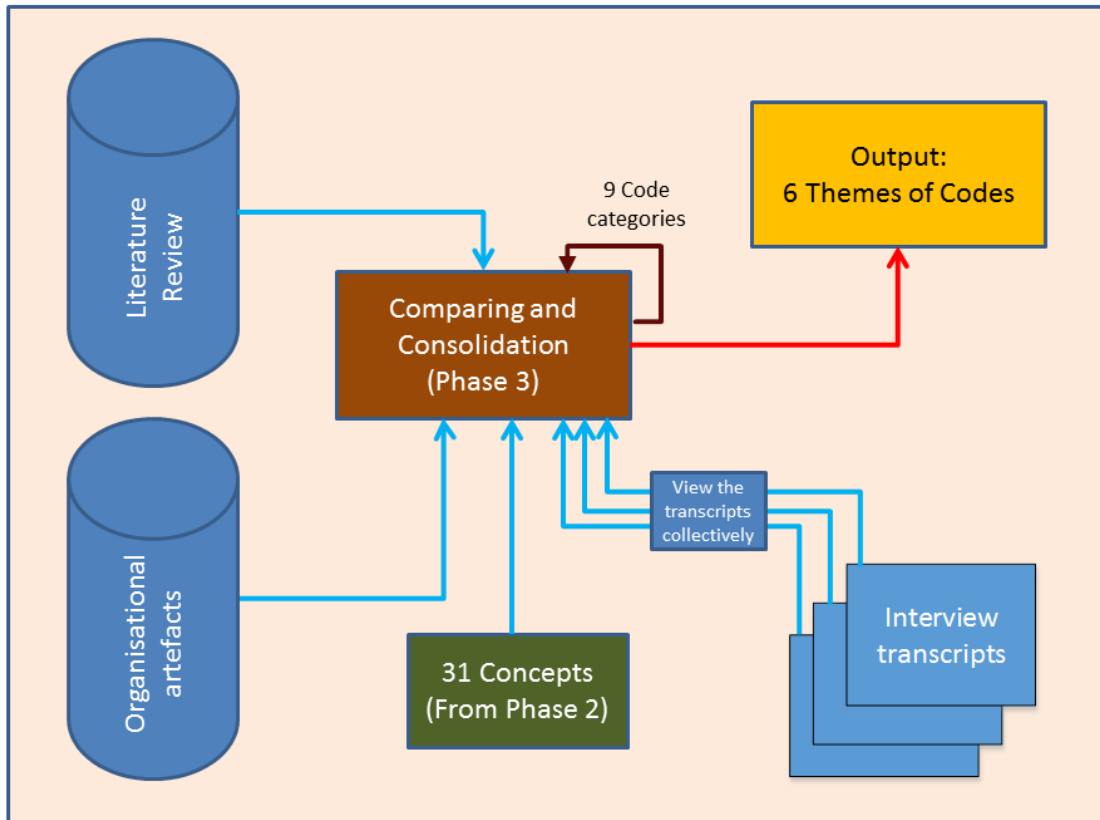 Literature
Review
Output:
6 Themes of Codes
9 Code
categories
Comparing and
Consolidation
(Phase 3)
Organisational
artefacts
31 Concepts
(From Phase 2)
View the
transcripts
collectively
Interview
transcripts